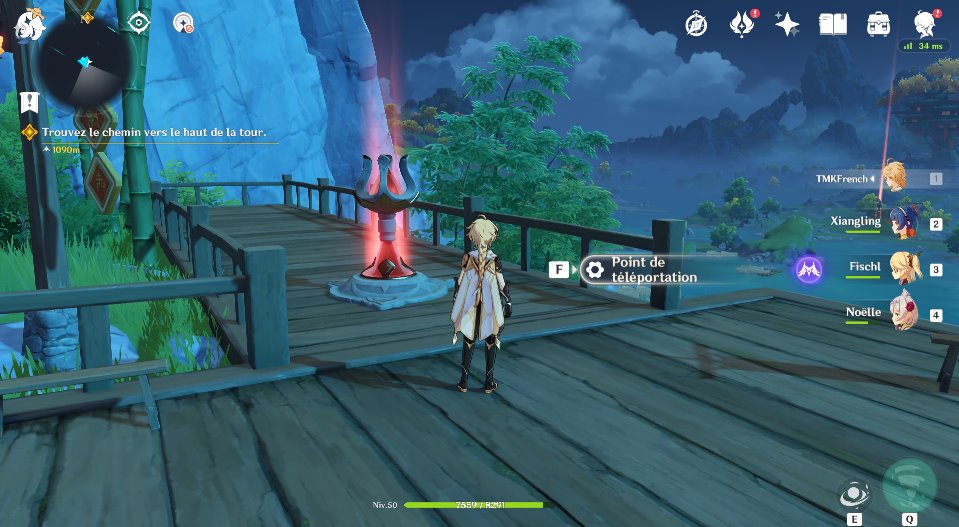 34 ms
Trouvez le chemin vers le haut de la tour.
1090m
TMKFrench
1
Xiangling
2
F
Point de
téléportation
Fischl
3
Noëlle
4
Niv.50
7559 / 8291
E
Q